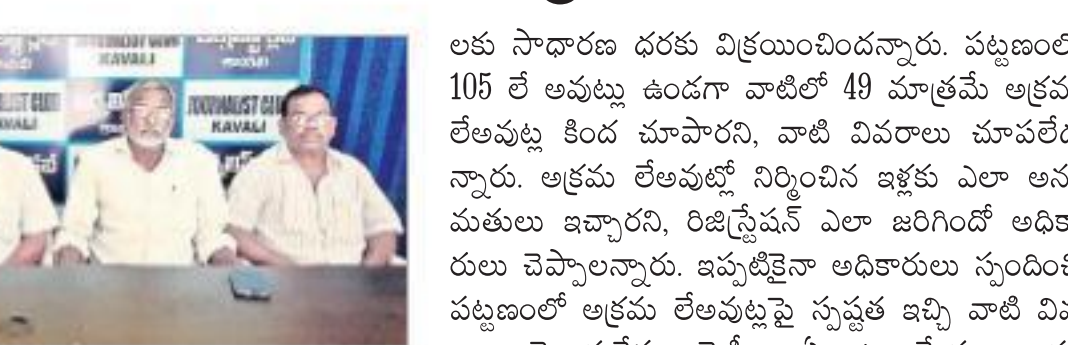 JOURNALIST CLUB
KAVALI
లకు సాధారణ ధరకు విక్రయించిందన్నారు. పట్టణంలో
105 లే అవుట్లు ఉండగా వాటిలో 49 మాత్రమే అక్రమ
లేఅవుట్ల కింద చూపారని, వాటి వివరాలు చూపలేద
న్నారు. అక్రమ లేఅవుట్లో నిర్మించిన ఇళ్లకు ఎలా అను
మతులు ఇచ్చారని, రిజిస్ట్రేషన్ ఎలా జరిగిందో అధికా
రులు చెప్పాలన్నారు. ఇప్పటికైనా అధికారులు స్పందించి
పట్టణంలో అక్రమ లేఅవుట్లపై స్పష్టత ఇచ్చి వాటి వివ